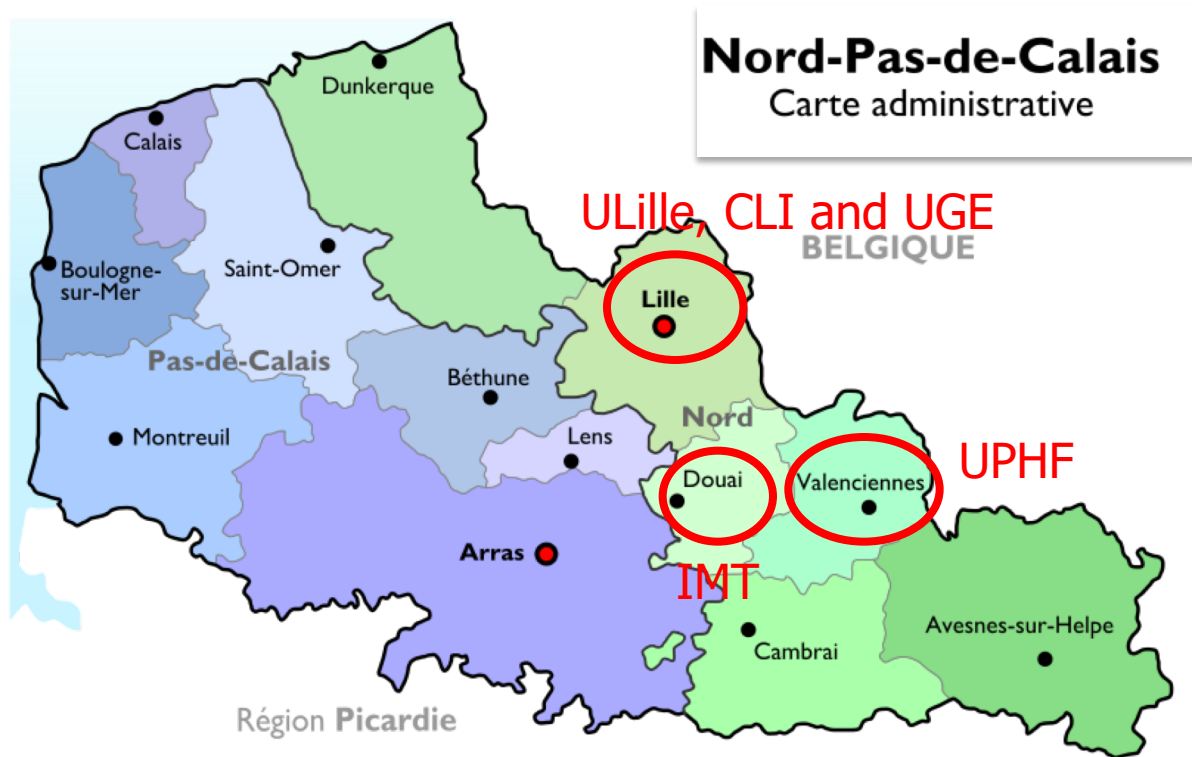 Nord-Pas-de-Calais
Carte administrative
Dunkerque
Calais
ULille, CLI and UGE
BELGIQUE
Saint-Omer
Boulogne-
sur-Mer
Lille
Pas-de-Calais
Béthune
Nord
Montreuil
Lens
UPHF
Douai
Valenciennes
Arras
IMT
Avesnes-sur-Helpe
Cambrai
Région Picardie